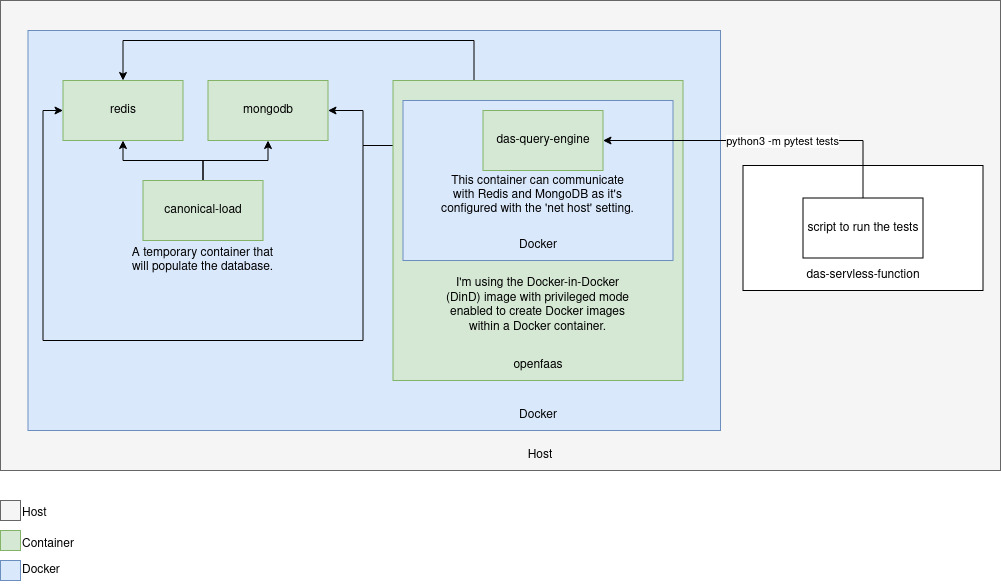 redis
mongodb
das-query-engine
python3 -m pytest tests
This container can communicate
with Redis and MongoDB as it's
configured with the 'net host' setting.
canonical-load
script to run the tests
Docker
A temporary container that
will populate the database.
das-servless-function
I'm using the Docker-in-Docker
(DinD) image with privileged mode
enabled to create Docker images
within a Docker container.
openfaas
Docker
Host
Host
Container
Docker